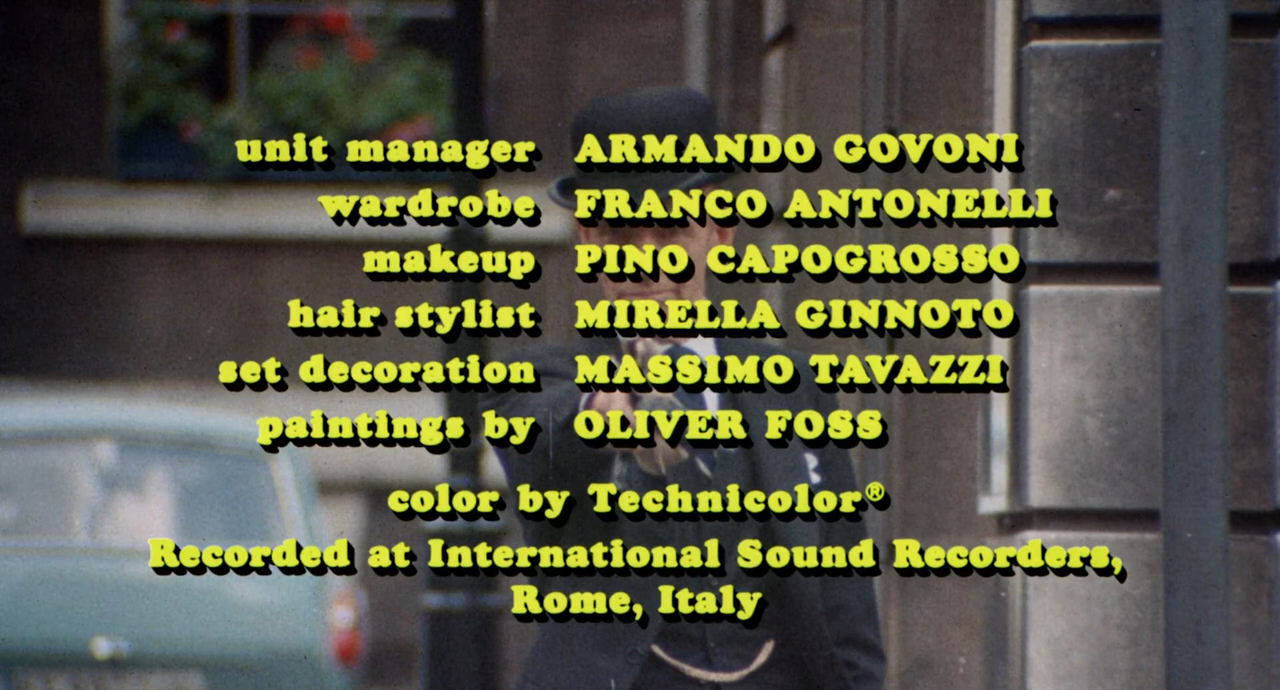 unit manager ARMANDO GOVONI
wardrobe FRANCO ANTONELLI
makeup PINO CAPOGROSSO
hair stylist MIRELLA GINNOTO
set decoration MASSIMO TAVAZZI
paintings by OLIVER FOSS
color by Technicolor®
Recorded at International Sound Recorders,
Rome, Italy